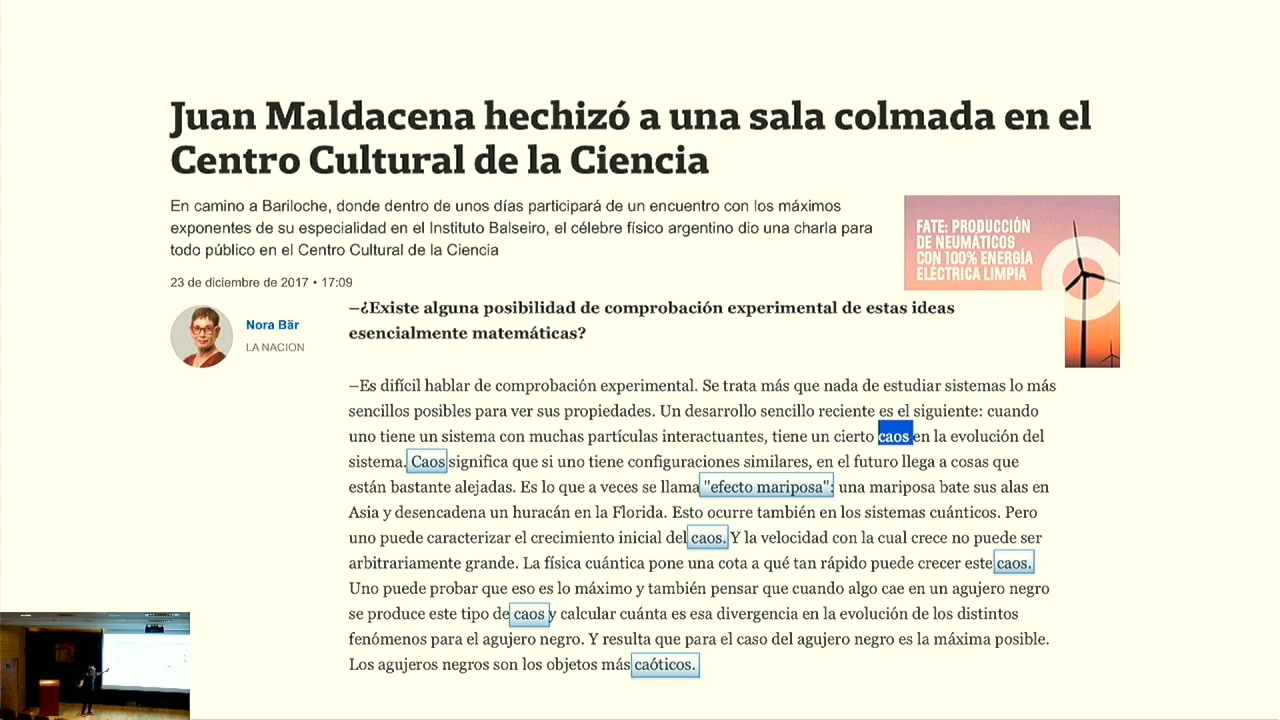 Juan Maldacena hechizó a una sala colmada en el
Centro Cultural de la Ciencia
En camino a Bariloche, donde dentro de unos días participará de un encuentro con los máximos
exponentes de su especialidad en el Instituto Balseiro, el célebre físico argentino dio una charla para
todo público en el Centro Cultural de la Ciencia
FATE: PRODUCCIÓN
DE NEUMÁTICOS
CON 100% ENERGÍA
ELÉCTRICA LIMPIA
23 de diciembre de 2017 • 17:09
Nora Bär
LA NACION
–¿Existe alguna posibilidad de comprobación experimental de estas ideas
esencialmente matemáticas?
–Es difícil hablar de comprobación experimental. Se trata más que nada de estudiar sistemas lo más
sencillos posibles para ver sus propiedades. Un desarrollo sencillo reciente es el siguiente: cuando
uno tiene un sistema con muchas partículas interactuantes, tiene un cierto caos en la evolución del
sistema. Caos significa que si uno tiene configuraciones similares, en el futuro llega a cosas que
están bastante alejadas. Es lo que a veces se llama "efecto mariposa": una mariposa bate sus alas en
Asia y desencadena un huracán en la Florida. Esto ocurre también en los sistemas cuánticos. Pero
uno puede caracterizar el crecimiento inicial del caos. Y la velocidad con la cual crece no puede ser
arbitrariamente grande. La física cuántica pone una cota a qué tan rápido puede crecer este caos.
Uno puede probar que eso es lo máximo y también pensar que cuando algo cae en un agujero negro
se produce este tipo de caos y calcular cuánta es esa divergencia en la evolución de los distintos
fenómenos para el agujero negro. Y resulta que para el caso del agujero negro es la máxima posible.
Los agujeros negros son los objetos más caóticos.